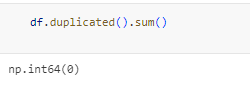 df.duplicated().sum()
np.int64(0)